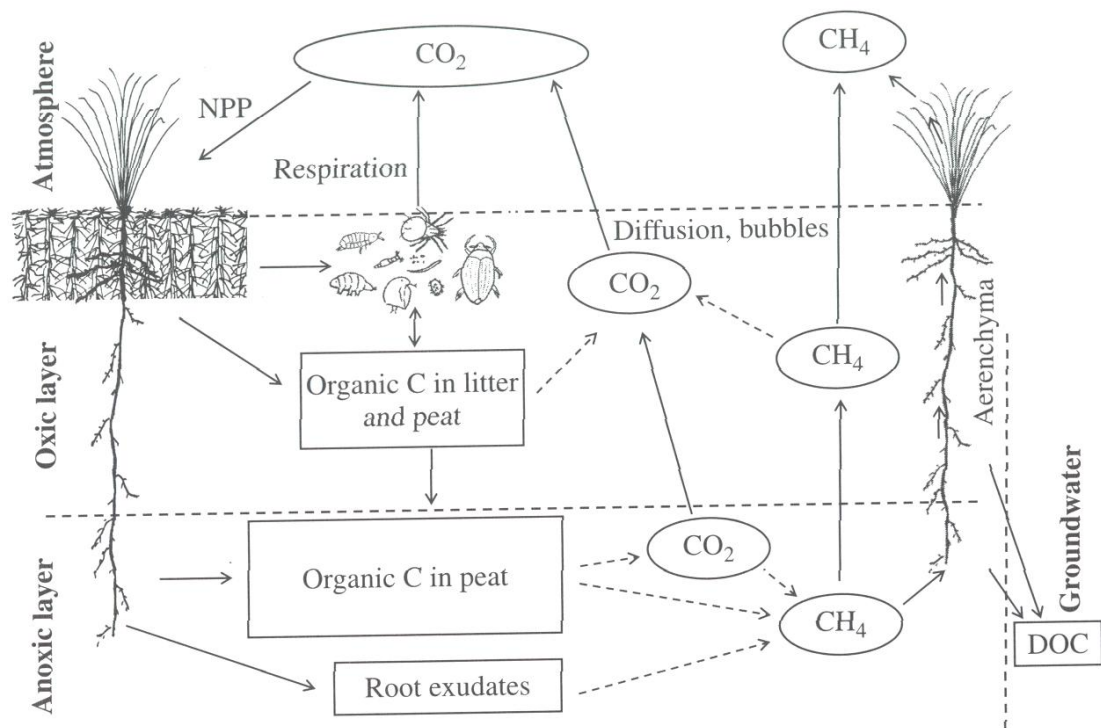 Atmosphere
CO₂
CH₄
NPP
Respiration
Diffusion, bubbles
Oxic layer
CO₂
CH₄
Organic C in litter
and peat
Aerenchyma
Groundwater
Anoxic layer
Organic C in peat
CO₂
CH₄
Root exudates
DOC